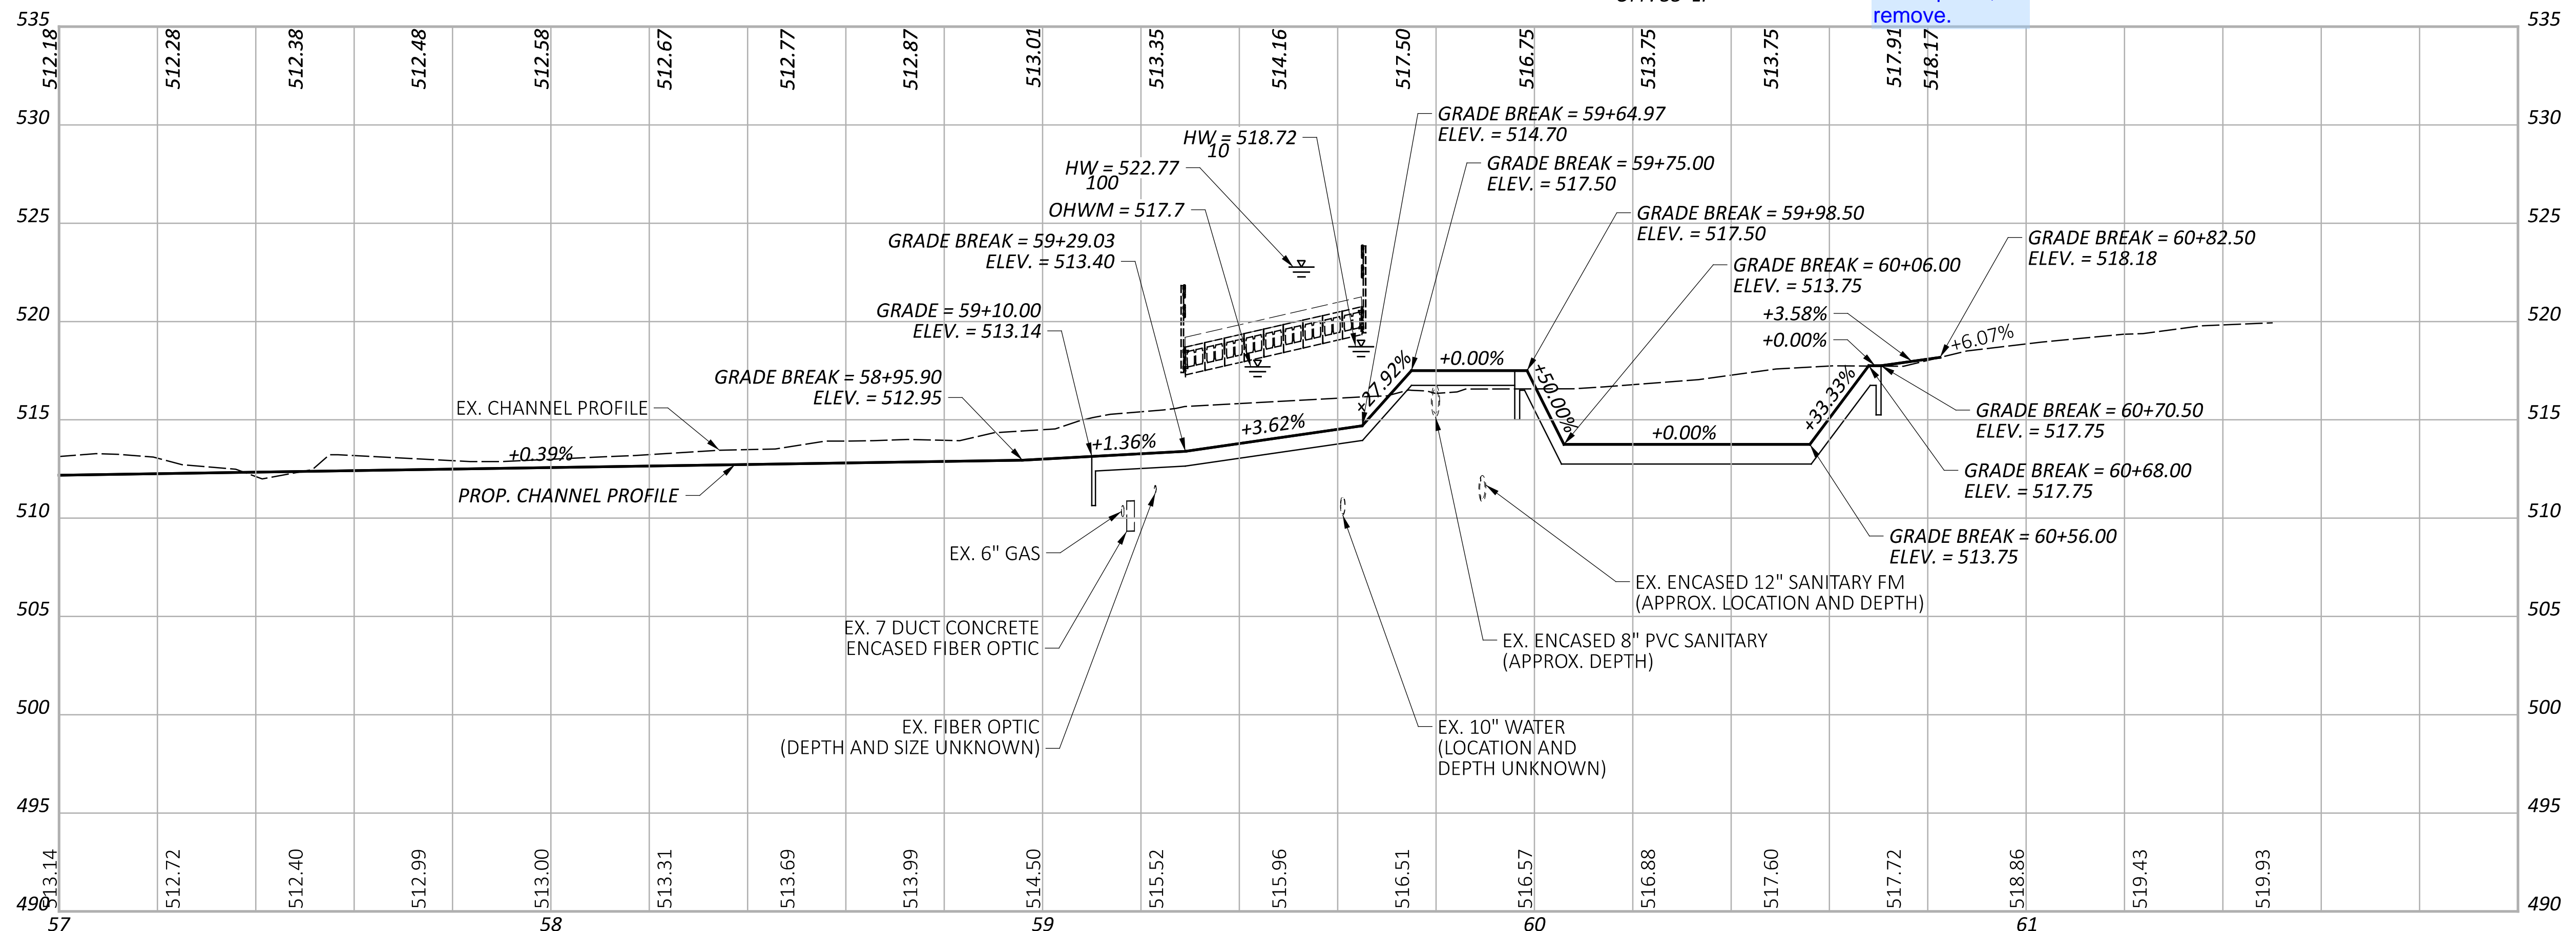 remove.
535
535
512.18
512.28
512.38
512.48
512.58
512.67
512.77
512.87
513.01
513.35
514.16
517.50
516.75
513.75
513.75
517.91
518.17
530
530
GRADE BREAK = 59+64.97
ELEV. = 514.70
HW = 518.72
10
GRADE BREAK = 59+75.00
ELEV. = 517.50
HW = 522.77
100
OHWM = 517.7
525
525
GRADE BREAK = 59+98.50
ELEV. = 517.50
GRADE BREAK = 59+29.03
ELEV. = 513.40
GRADE BREAK = 60+82.50
ELEV. = 518.18
GRADE BREAK = 60+06.00
ELEV. = 513.75
GRADE = 59+10.00
ELEV. = 513.14
520
520
+3.58%
+0.00%
+6.07%
+0.00%
+27.92%
+50.00%
+33.33%
GRADE BREAK = 58+95.90
ELEV. = 512.95
EX. CHANNEL PROFILE
515
515
GRADE BREAK = 60+70.50
ELEV. = 517.75
+0.39%
+1.36%
+3.62%
+0.00%
GRADE BREAK = 60+68.00
ELEV. = 517.75
PROP. CHANNEL PROFILE
510
510
GRADE BREAK = 60+56.00
ELEV. = 513.75
EX. 6" GAS
EX. ENCASED 12" SANITARY FM
(APPROX. LOCATION AND DEPTH)
505
505
EX. 7 DUCT CONCRETE
ENCASED FIBER OPTIC
EX. ENCASED 8" PVC SANITARY
(APPROX. DEPTH)
500
500
EX. FIBER OPTIC
(DEPTH AND SIZE UNKNOWN)
EX. 10" WATER
(LOCATION AND
DEPTH UNKNOWN)
495
495
513.14
512.72
512.40
512.99
513.00
513.31
513.69
513.99
514.50
515.52
515.96
516.51
516.57
516.88
517.60
517.72
518.86
519.43
519.93
490
490
57
58
59
60
61